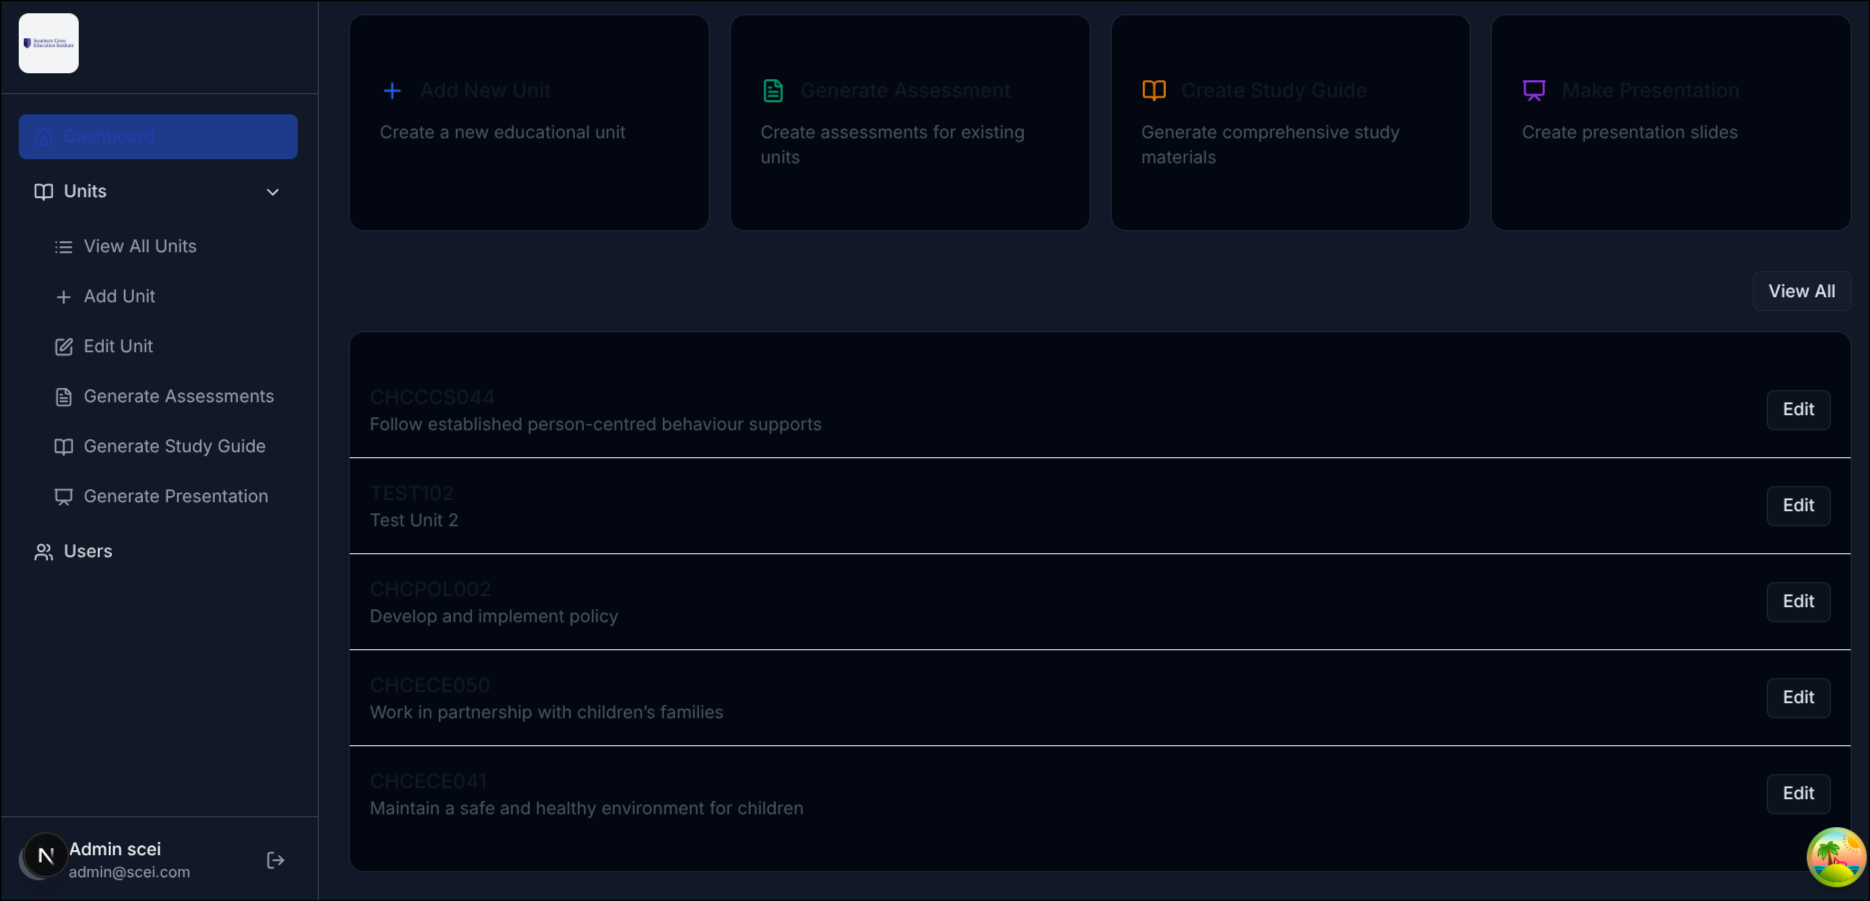 Southern Cross
Education Institute
Dashboard
Units
View All Units
Add Unit
Edit Unit
Generate Assessments
Generate Study Guide
Generate Presentation
Users
N
Admin scei
admin@scei.com
Add New Unit
Create a new educational unit
Generate Assessment
Create assessments for existing
units
Create Study Guide
Generate comprehensive study
materials
Make Presentation
Create presentation slides
View All
CHCCCS044
Follow established person-centred behaviour supports
Edit
TEST102
Test Unit 2
Edit
CHCPOL002
Develop and implement policy
Edit
CHCECE050
Work in partnership with children’s families
Edit
CHCECE041
Maintain a safe and healthy environment for children
Edit